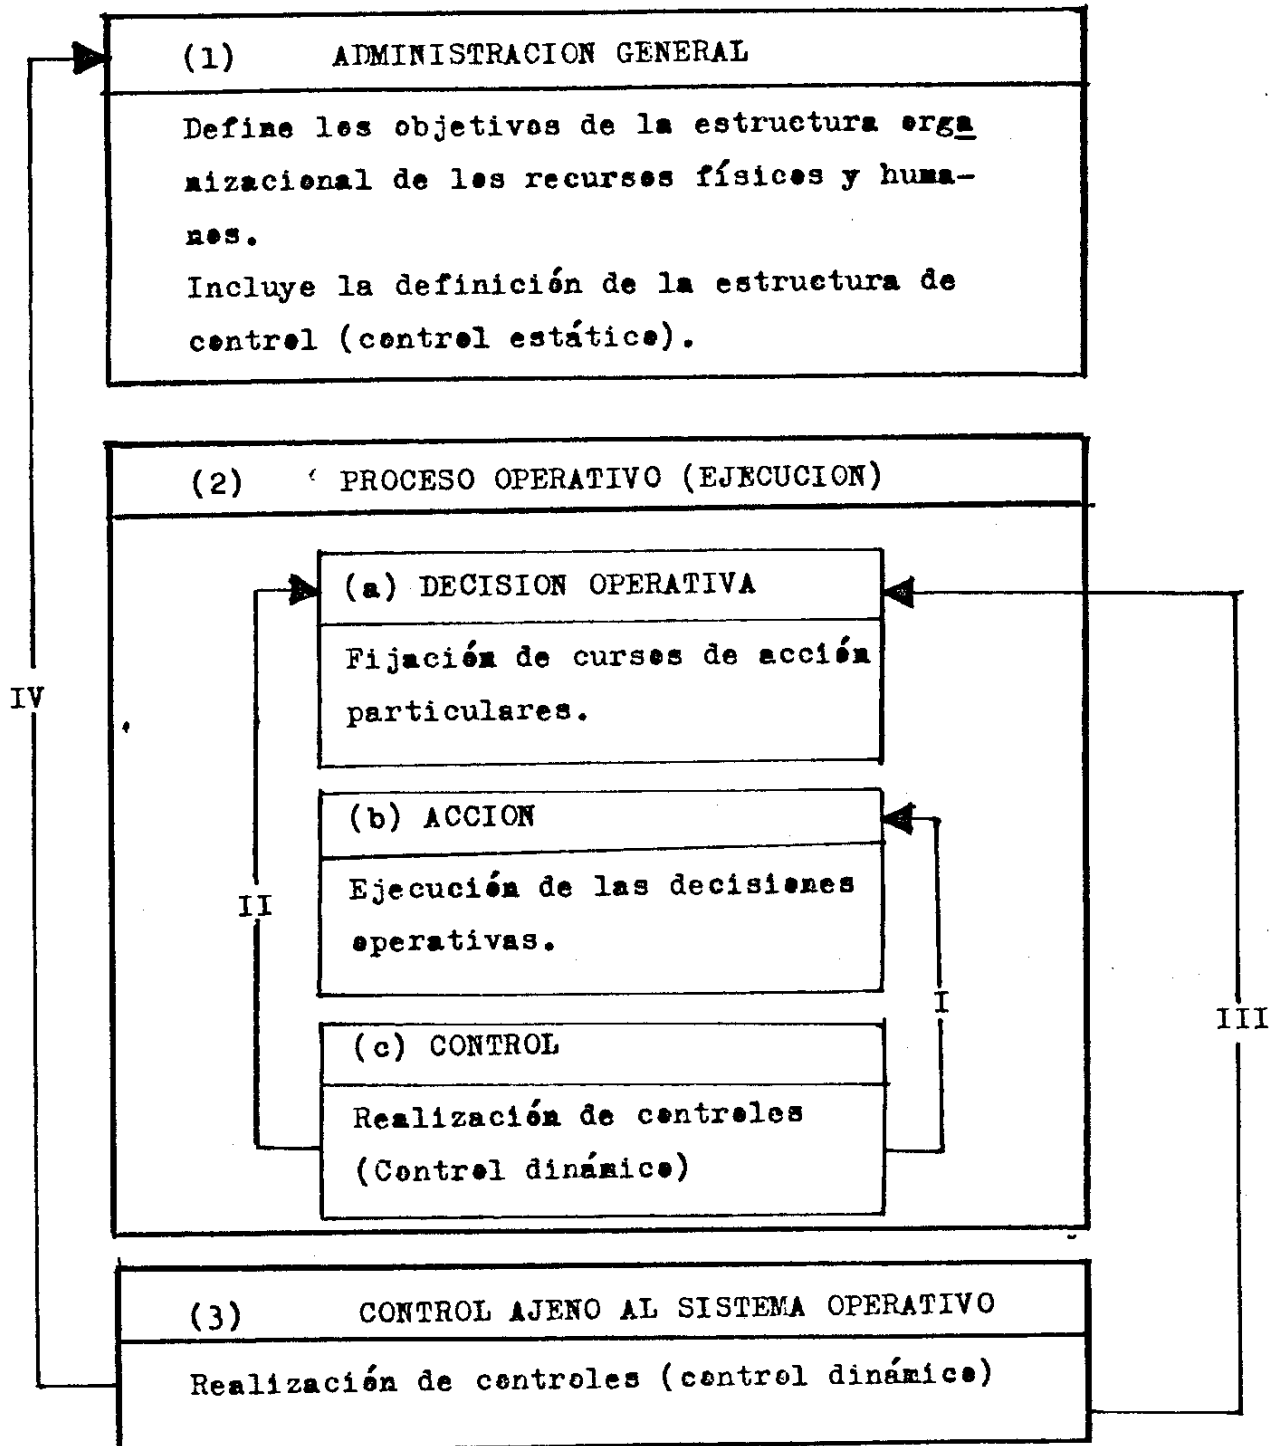 (1) ADMINISTRACION GENERAL
Define los objetivos de la estructura orga
nizacional de los recursos físicos y huma-
nos.
Incluye la definición de la estructura de
control (control estático).
(2) PROCESO OPERATIVO (EJECUCION)
(a) DECISION OPERATIVA
Fijación de cursos de acción
particulares.
IV
(b) ACCION
Ejecución de las decisiones
operativas.
II
I
III
(c) CONTROL
Realización de controles
(Control dinámico)
(3) CONTROL AJENO AL SISTEMA OPERATIVO
Realización de controles (control dinámico)